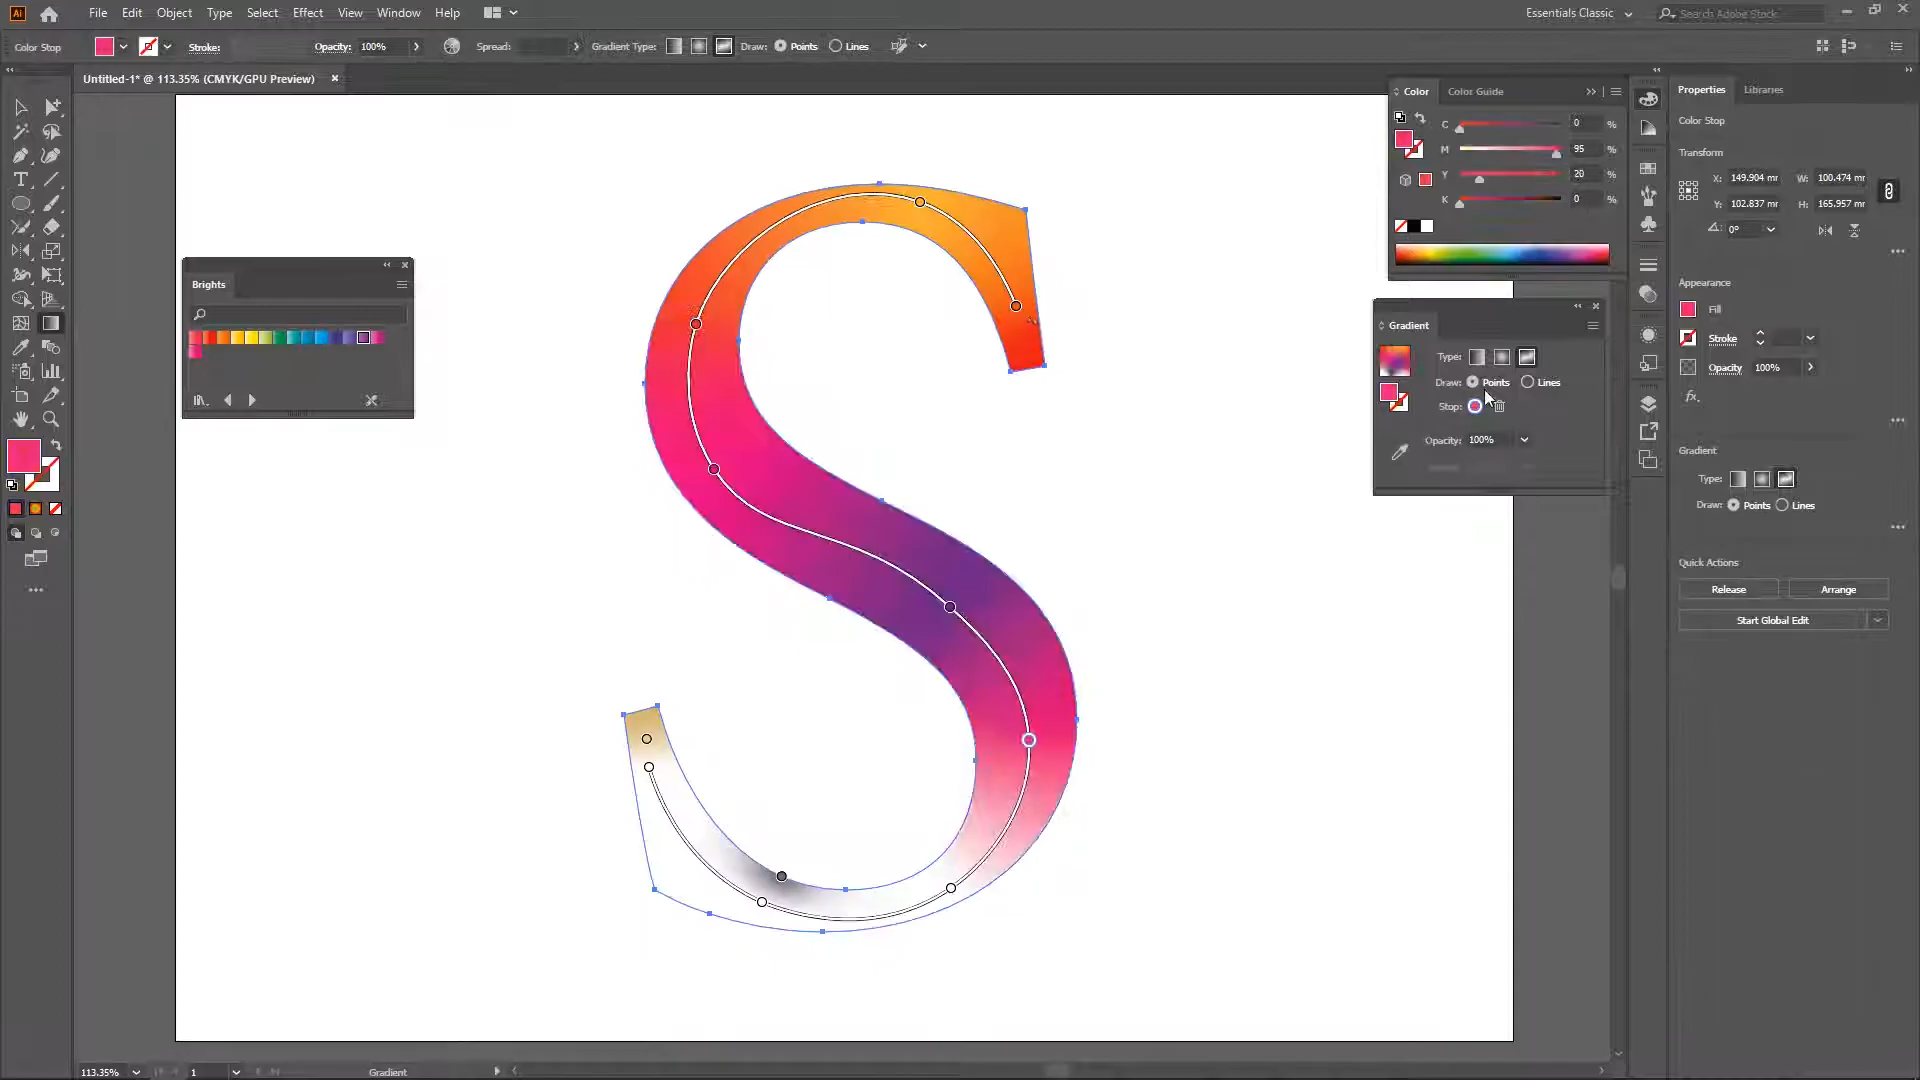 Ai File Edit Object Type Select Effect View Window Help Essentials Classic Search Adobe Stock
Color Stop Stroke: Opacity: 100% Spread: Gradient Type: Draw: Points Lines
Untitled-1* @ 113.35% (CMYK/GPU Preview)
Color Color Guide
C 0 %
M 95 %
Y 20 %
K 0 %
Brights
Gradient
Type:
Draw: Points Lines
Stop:
Opacity: 100%
Properties Libraries
Color Stop
Transform
X: 149.904 mr W: 100.474 mr
Y: 102.837 mr H: 165.957 mr
0°
Appearance
Fill
Stroke
Opacity 100%
fx.
Gradient
Type:
Draw: Points Lines
Quick Actions
Release Arrange
Start Global Edit
S
113.35% 1 Gradient